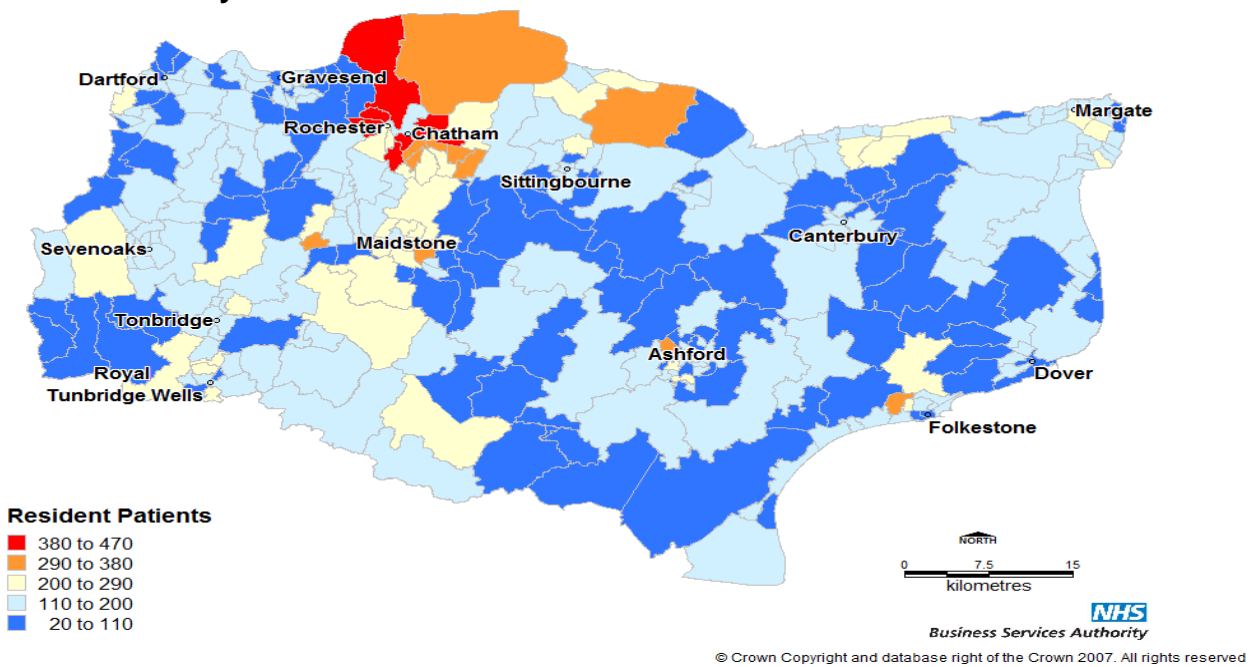 Dartford
Gravesend
Margate
Rochester
Chatham
Sittingbourne
Canterbury
Sevenoaks
Maidstone
Tonbridge
Ashford
Royal
Tunbridge Wells
Dover
Folkestone
Resident Patients
380 to 470
290 to 380
200 to 290
110 to 200
20 to 110
NORTH
0 7.5 15
kilometres
NHS
Business Services Authority
© Crown Copyright and database right of the Crown 2007. All rights reserved